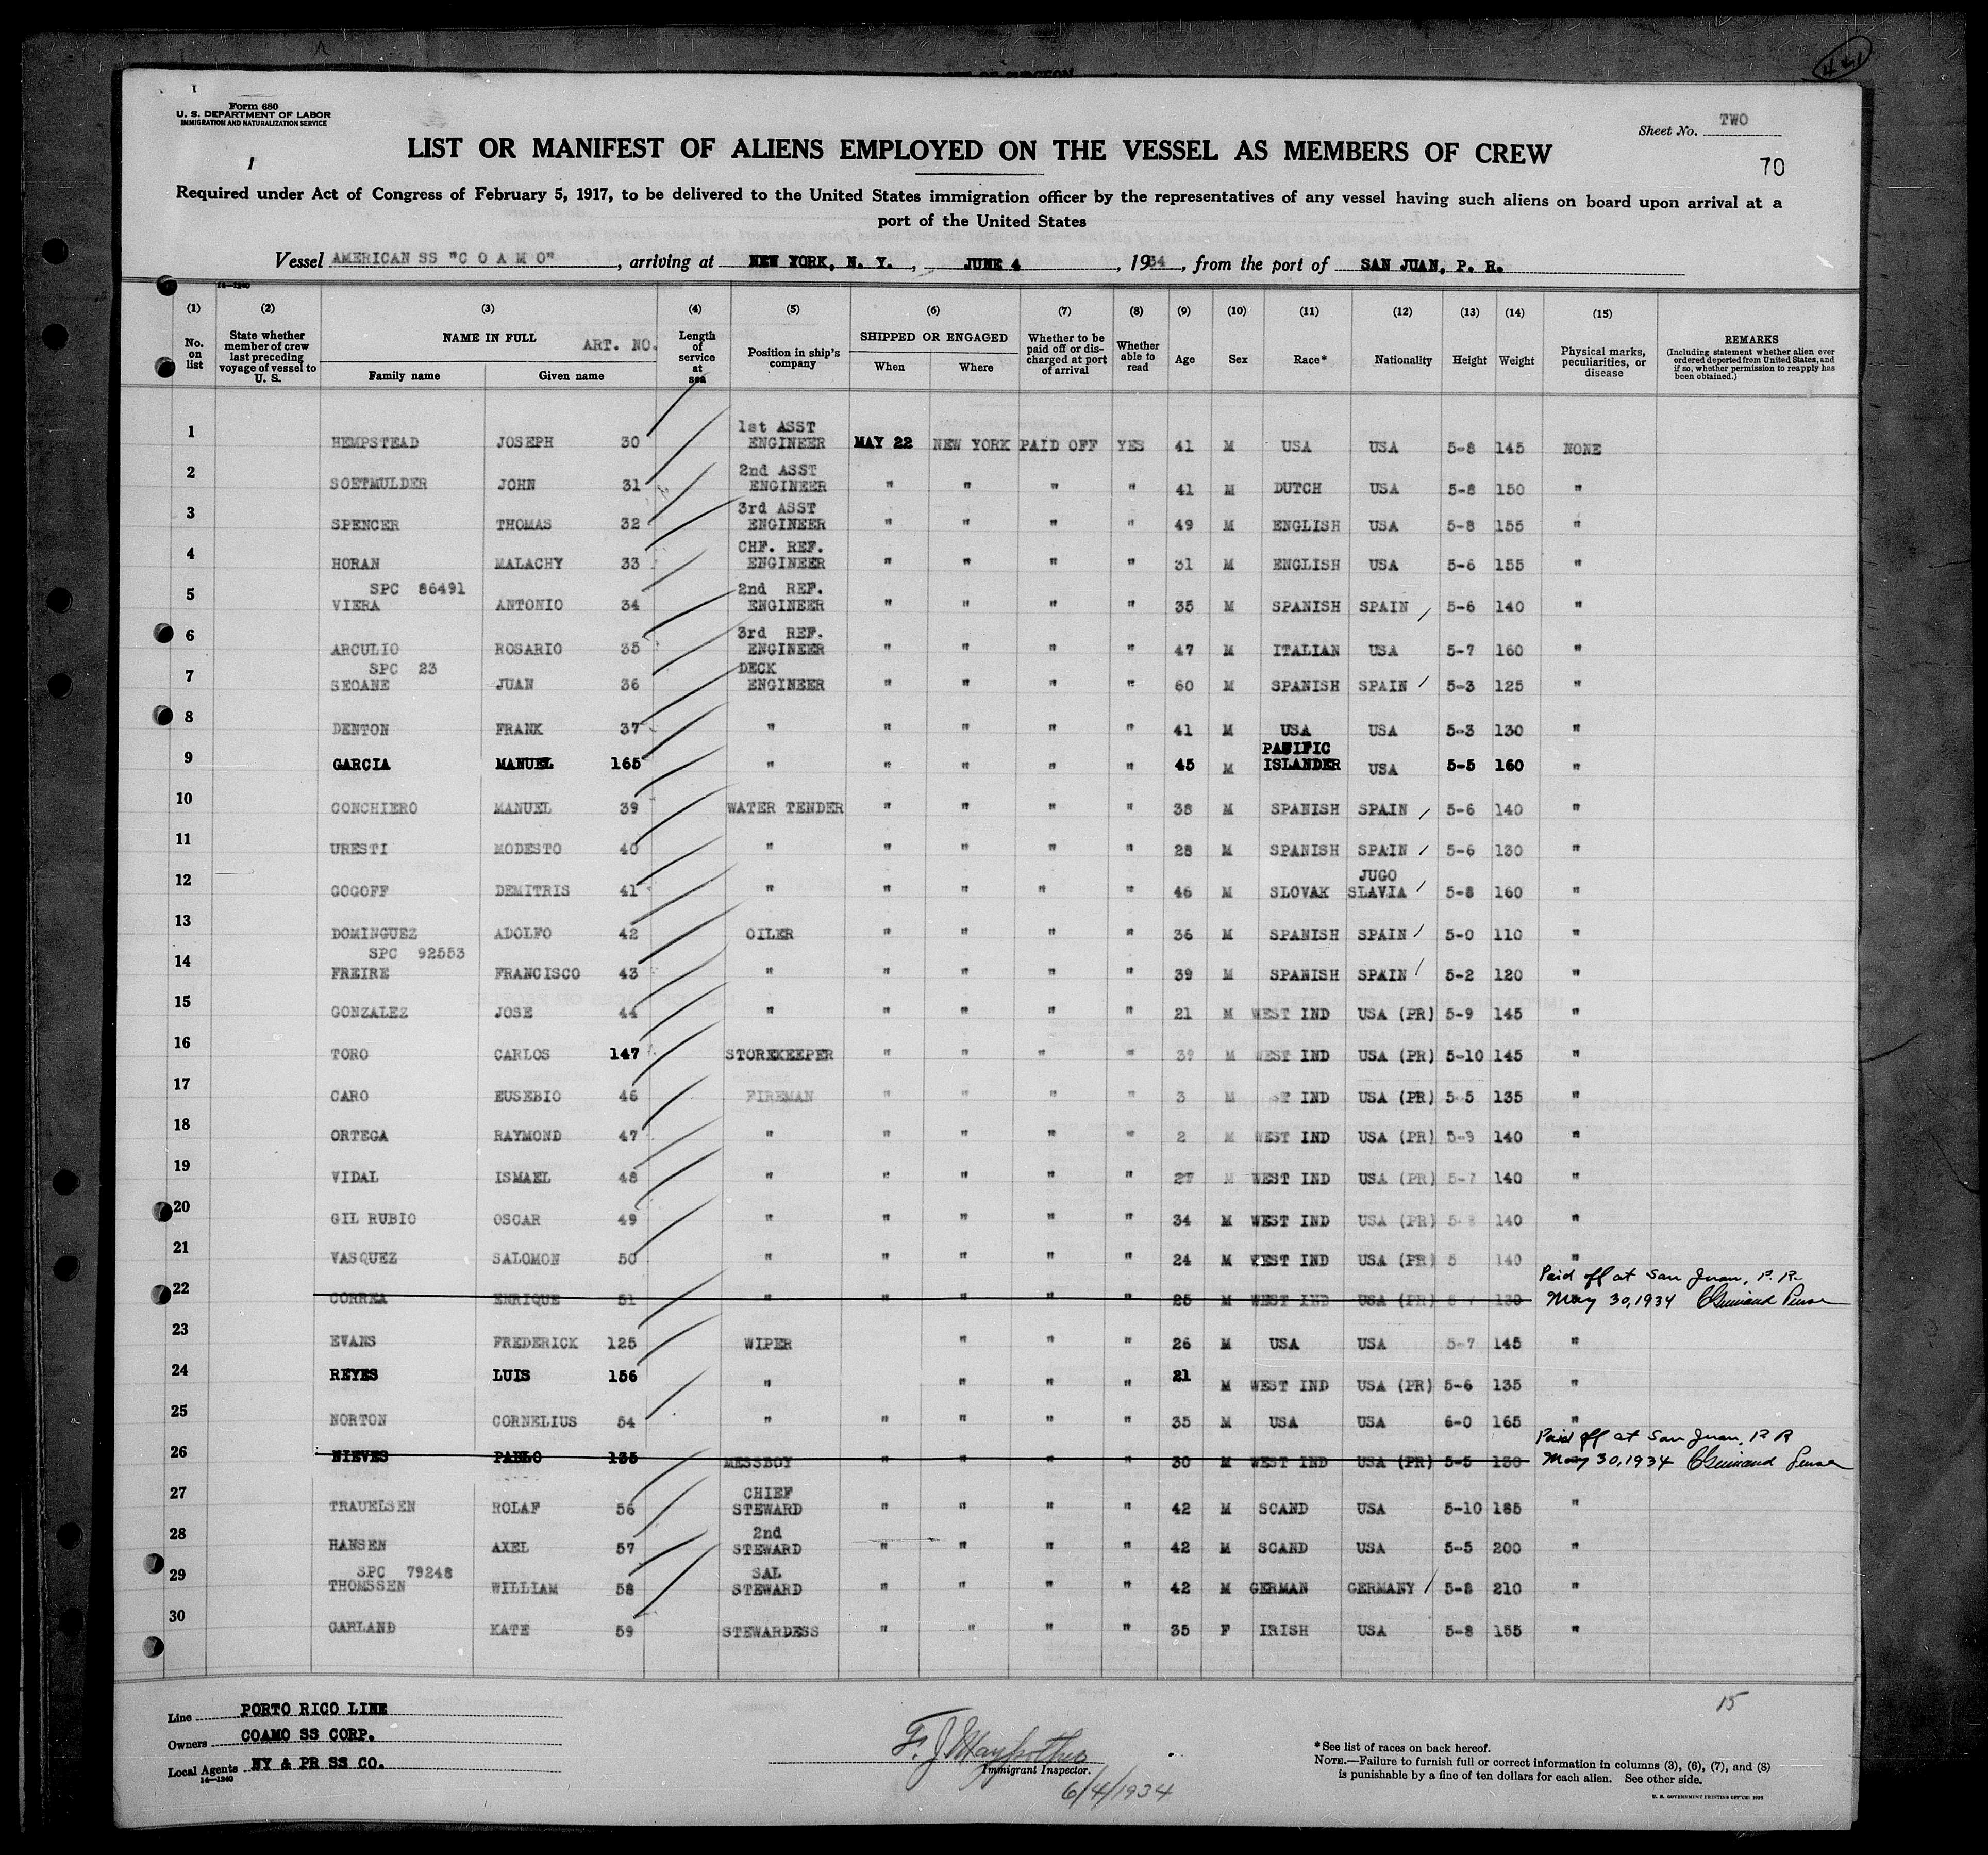 441
Form 680
U. S. DEPARTMENT OF LABOR
IMMIGRATION AND NATURALIZATION SERVICE
Sheet No. TWO
LIST OR MANIFEST OF ALIENS EMPLOYED ON THE VESSEL AS MEMBERS OF CREW
70
Required under Act of Congress of February 5, 1917, to be delivered to the United States immigration officer by the representatives of any vessel having such aliens on board upon arrival at a
port of the United States
Vessel AMERICAN SS "C O A M O" , arriving at NEW YORK, N. Y. , JUNE 4 , 1934 , from the port of SAN JUAN, P. R.
14—1240
(1) (2) (3) (4) (5) (6) (7) (8) (9) (10) (11) (12) (13) (14) (15)
No. on list State whether member of crew last preceding voyage of vessel to U. S. NAME IN FULL ART. NO. Family name Given name Length of service at sea Position in ship's company SHIPPED OR ENGAGED When Where Whether to be paid off or discharged at port of arrival Whether able to read Age Sex Race* Nationality Height Weight Physical marks, peculiarities, or disease REMARKS (Including statement whether alien ever ordered deported from United States, and if so, whether permission to reapply has been obtained.)
1 HEMPSTEAD JOSEPH 30 1st ASST ENGINEER MAY 22 NEW YORK PAID OFF YES 41 M USA USA 5-8 145 NONE
2 SOETMULDER JOHN 31 2nd ASST ENGINEER " " " " 41 M DUTCH USA 5-8 150 "
3 SPENCER THOMAS 32 3rd ASST ENGINEER " " " " 49 M ENGLISH USA 5-8 155 "
4 HORAN MALACHY 33 CHF. REF. ENGINEER " " " " 31 M ENGLISH USA 5-6 155 "
SPC 86491
5 VIERA ANTONIO 34 2nd REF. ENGINEER " " " " 35 M SPANISH SPAIN 5-6 140 "
6 ARCULIO ROSARIO 35 3rd REF. ENGINEER " " " " 47 M ITALIAN USA 5-7 160 "
SPC 23
7 SEOANE JUAN 36 DECK ENGINEER " " " " 60 M SPANISH SPAIN 5-3 125 "
8 DENTON FRANK 37 " " " " " 41 M USA USA 5-3 130 "
9 GARCIA MANUEL 165 " " " " " 45 M PACIFIC ISLANDER USA 5-5 160 "
10 CONCHIERO MANUEL 39 WATER TENDER " " " " 38 M SPANISH SPAIN 5-6 140 "
11 URESTI MODESTO 40 " " " " " 28 M SPANISH SPAIN 5-6 130 "
12 GOGOFF DEMITRIS 41 " " " " " 46 M SLOVAK JUGO SLAVIA 5-8 160 "
13 DOMINGUEZ ADOLFO 42 OILER " " " " 36 M SPANISH SPAIN 5-0 110 "
SPC 92553
14 FREIRE FRANCISCO 43 " " " " " 39 M SPANISH SPAIN 5-2 120 "
15 GONZALEZ JOSE 44 " " " " " 21 M WEST IND USA (PR) 5-9 145 "
16 TORO CARLOS 147 STOREKEEPER " " " " 39 M WEST IND USA (PR) 5-10 145 "
17 CARO EUSEBIO 46 FIREMAN " " " " 3 M ST IND USA (PR) 5-5 135 "
18 ORTEGA RAYMOND 47 " " " " " 2 M WEST IND USA (PR) 5-9 140 "
19 VIDAL ISMAEL 48 " " " " " 27 M WEST IND USA (PR) 5-7 140 "
20 GIL RUBIO OSCAR 49 " " " " " 34 M WEST IND USA (PR) 5-8 140 "
21 VASQUEZ SALOMON 50 " " " " " 24 M WEST IND USA (PR) 5 140 "
22 CORREA ENRIQUE 51 " " " " " 25 M WEST IND USA (PR) 5-7 130 Paid off at San Juan, P. R. May 30, 1934
23 EVANS FREDERICK 125 WIPER " " " 26 M USA USA 5-7 145 "
24 REYES LUIS 156 " " " " 21 M WEST IND USA (PR) 5-6 135 "
25 NORTON CORNELIUS 54 " " " " " 35 M USA USA 6-0 165 "
26 NIEVES PABLO 135 MESSBOY " " " " 30 M WEST IND USA (PR) 5-5 130 Paid off at San Juan, P R May 30, 1934
27 TRAUELSEN ROLAF 56 CHIEF STEWARD " " " " 42 M SCAND USA 5-10 185 "
28 HANSEN AXEL 57 2nd STEWARD " " " " 42 M SCAND USA 5-5 200 "
SPC 79248
29 THOMSSEN WILLIAM 58 SAL STEWARD " " " " 42 M GERMAN GERMANY 5-8 210 "
30 GARLAND KATE 59 STEWARDESS " " " " 35 F IRISH USA 5-8 155 "
15
Line PORTO RICO LINE
Owners COAMO SS CORP.
Local Agents NY & PR SS CO.
14—1240
Immigrant Inspector.
6/4/1934
*See list of races on back hereof.
NOTE.—Failure to furnish full or correct information in columns (3), (6), (7), and (8)
is punishable by a fine of ten dollars for each alien. See other side.